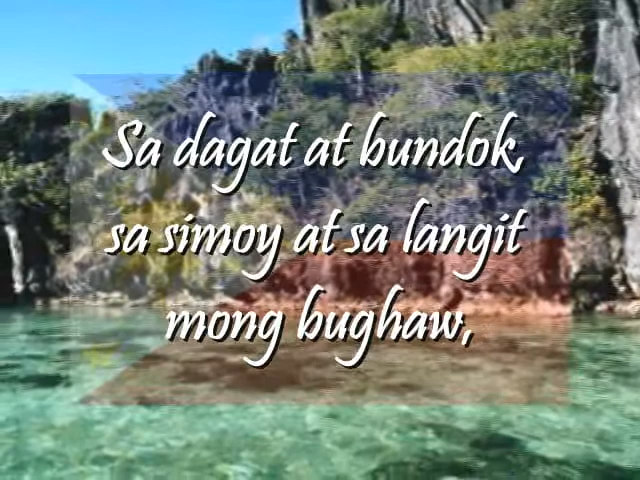 Sa dagat at bundok,
sa simoy at sa langit
mong bughaw,